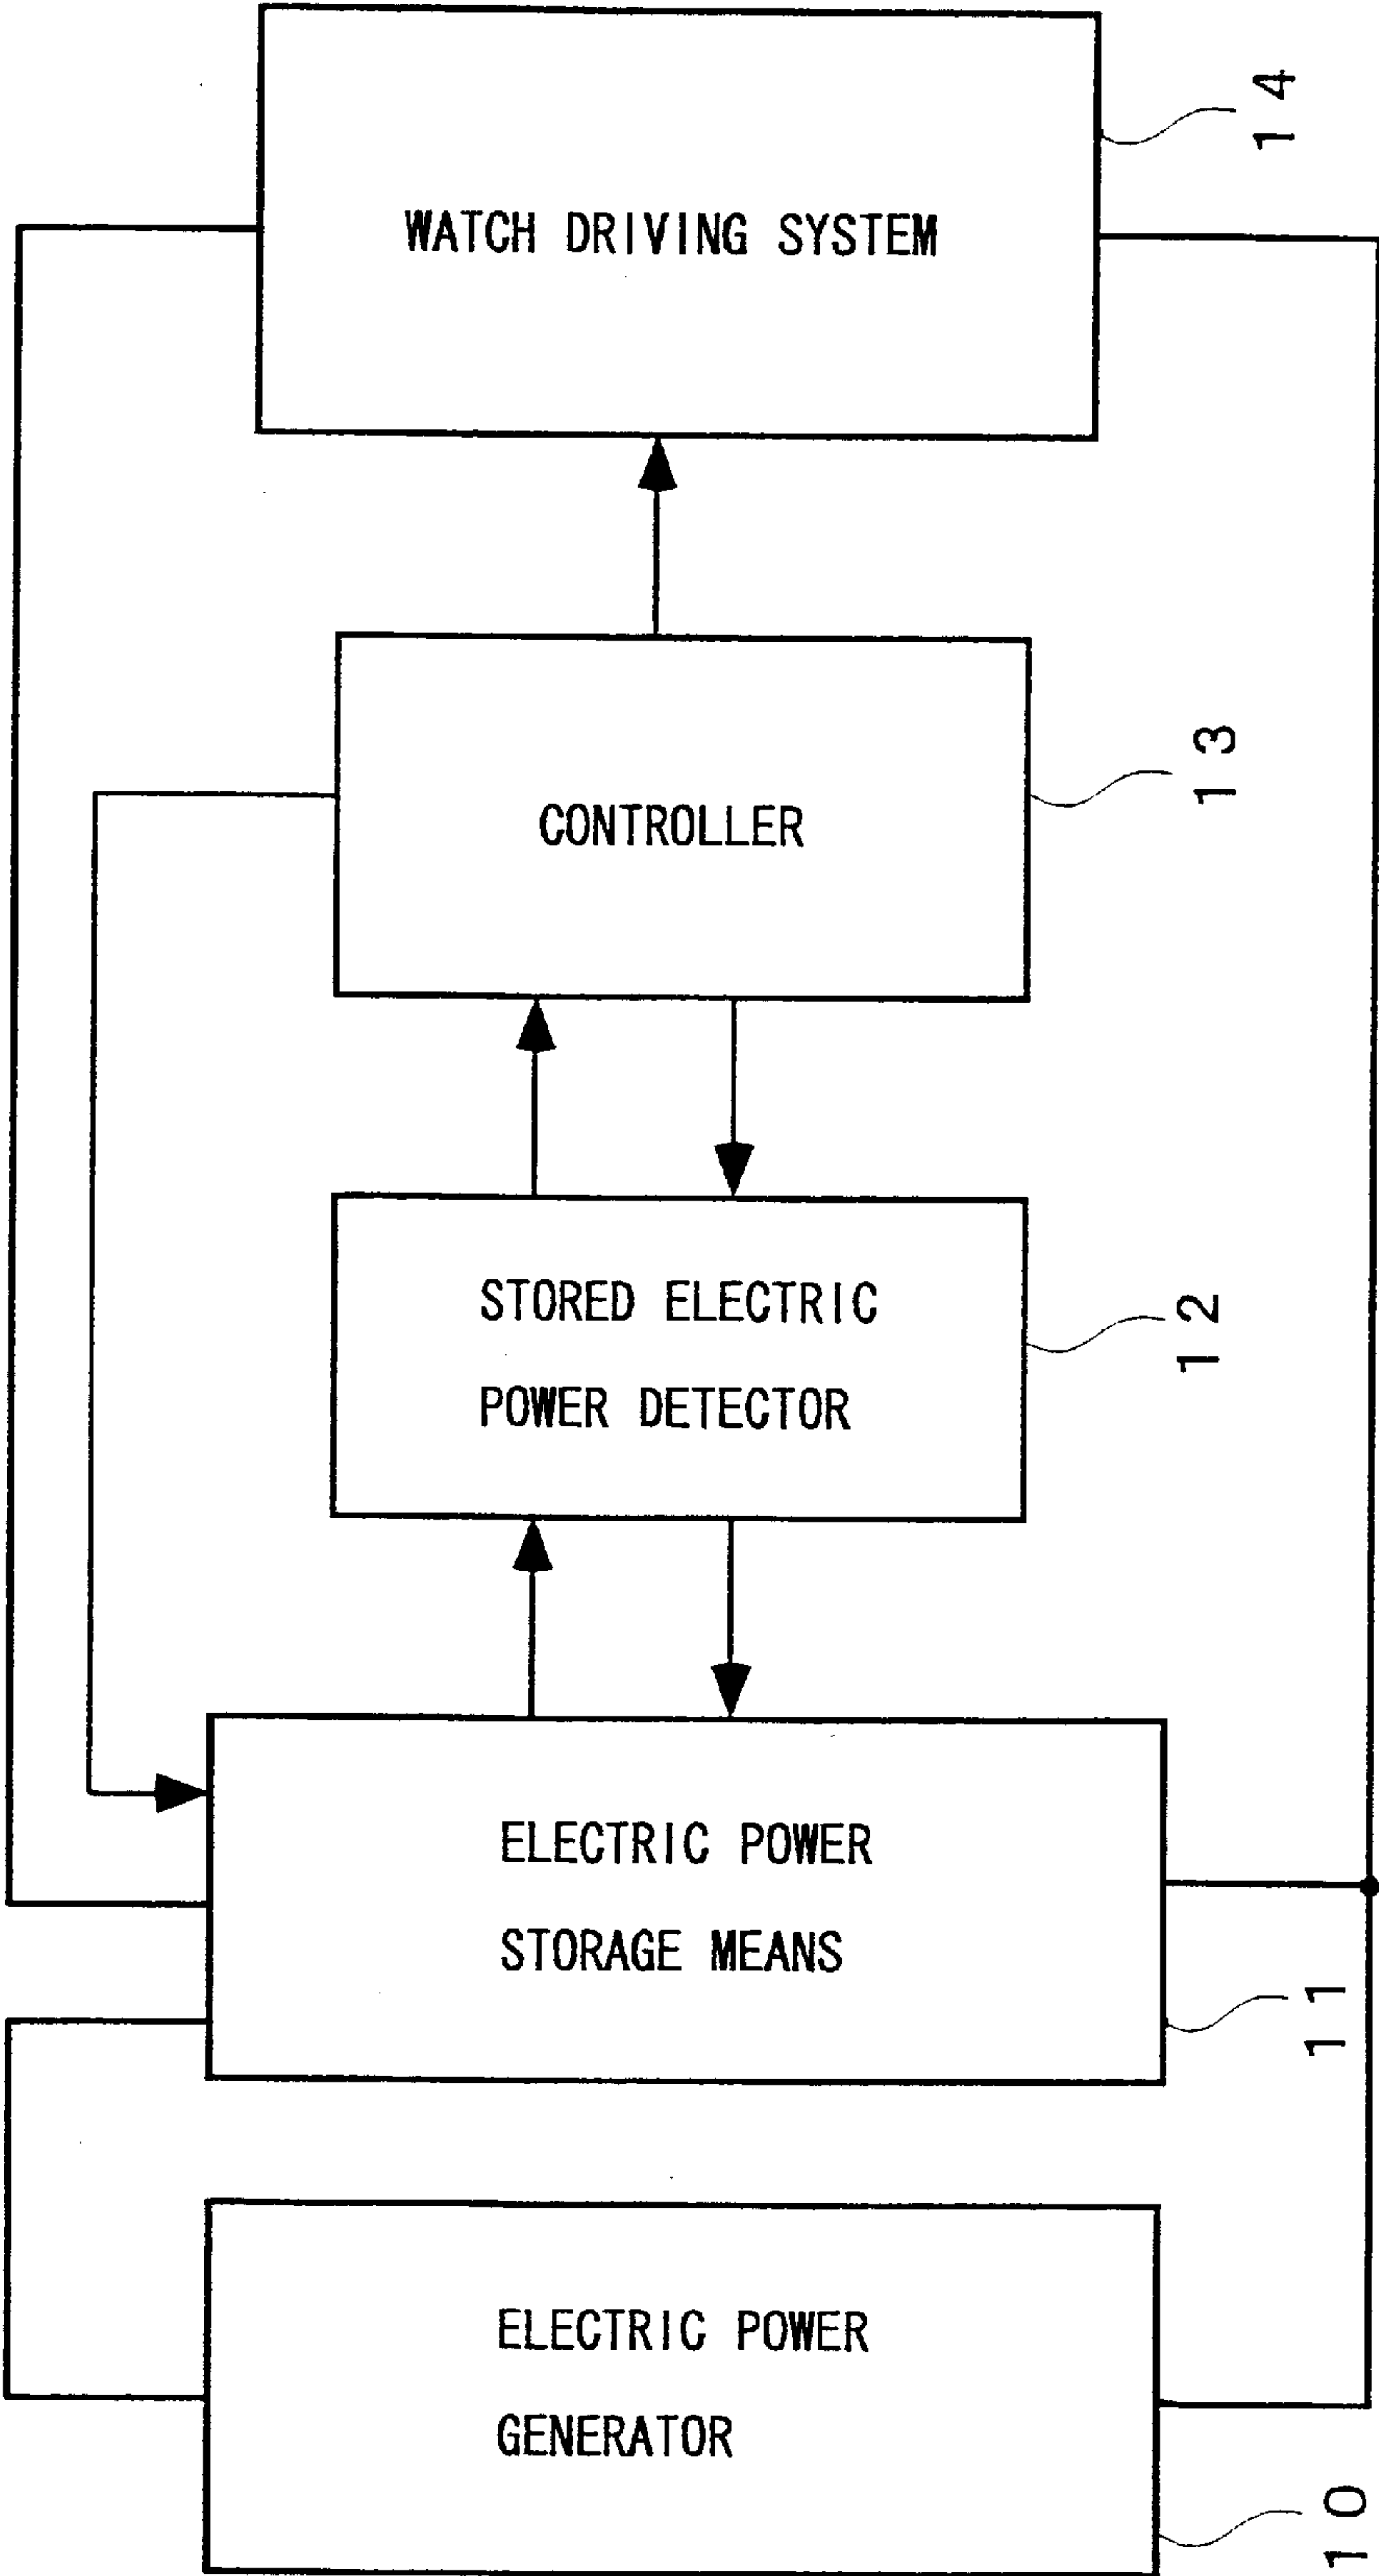 WATCH DRIVING SYSTEM
14
CONTROLLER
13
STORED ELECTRIC
POWER DETECTOR
12
ELECTRIC POWER
STORAGE MEANS
11
ELECTRIC POWER
GENERATOR
10